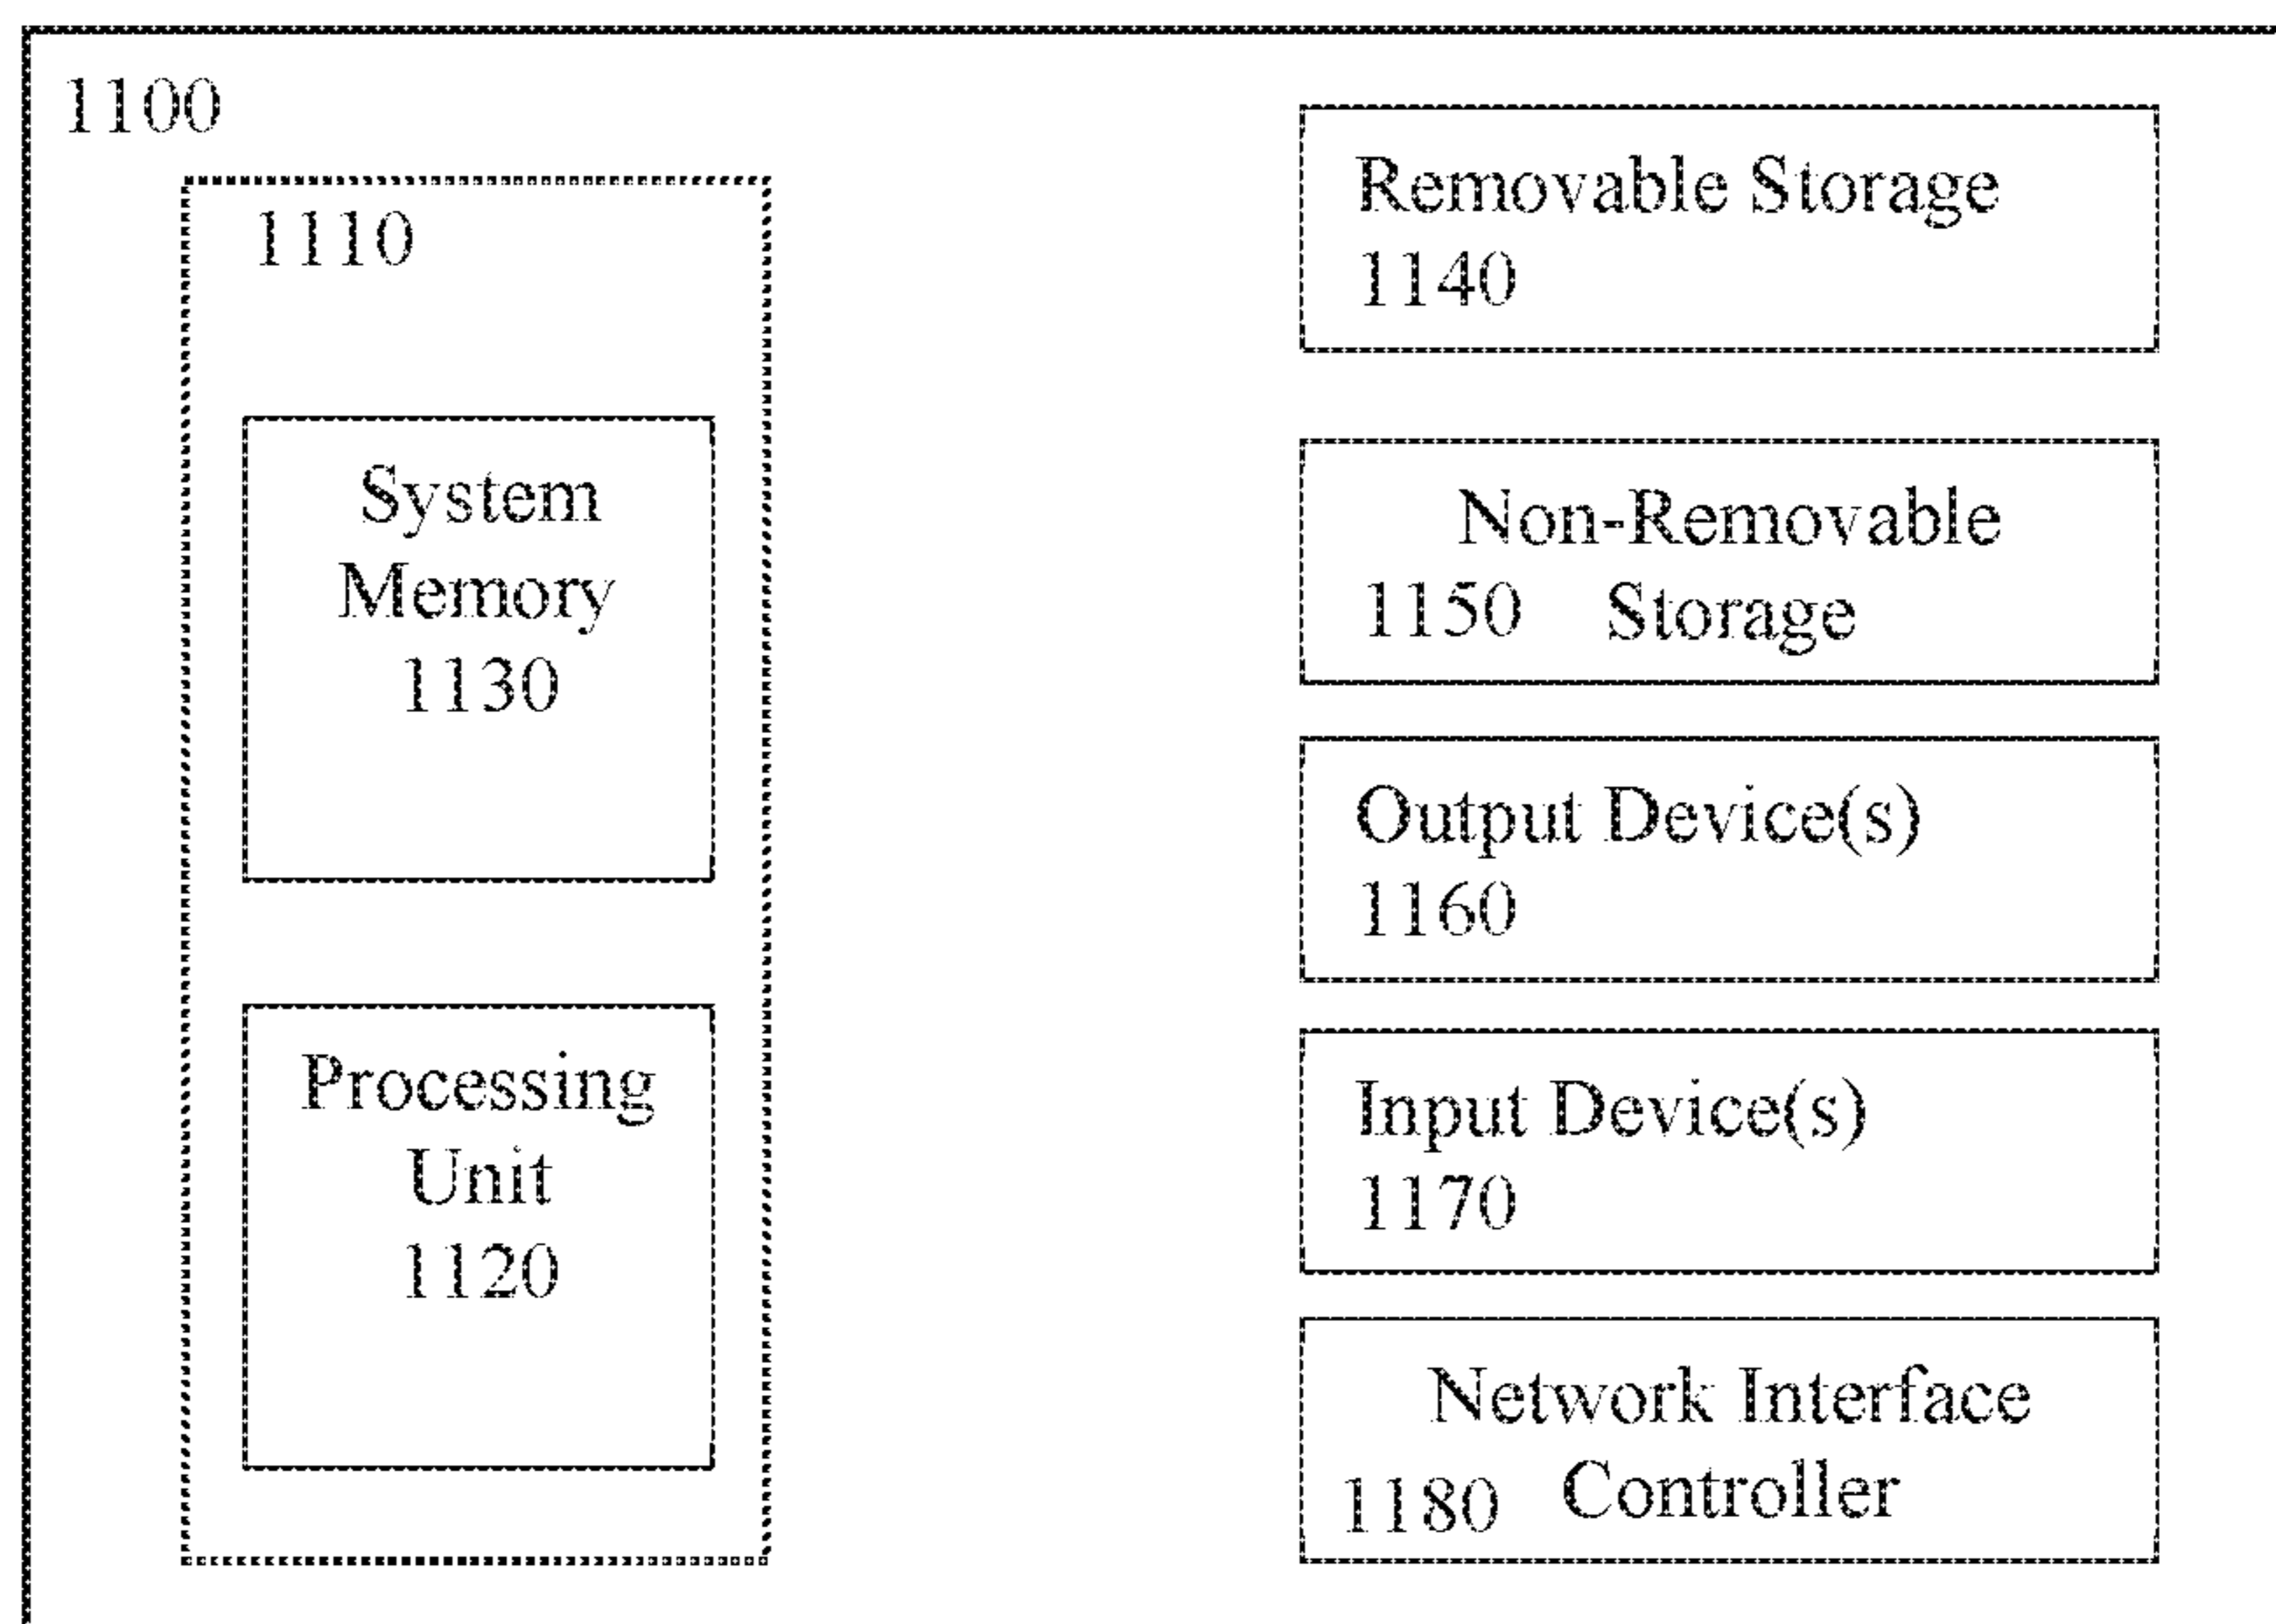 1100
1110
System
Memory
1130
Processing
Unit
1120
Removable Storage
1140
Non-Removable
1150 Storage
Output Device(s)
1160
Input Device(s)
1170
Network Interface
1180 Controller